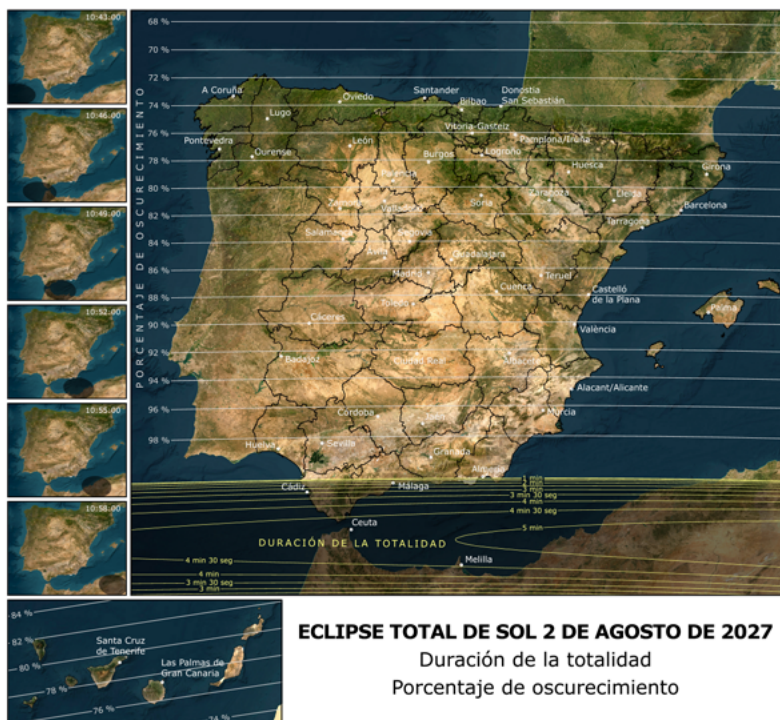 10:43.00
10:46.00
10:49.00
10:52.00
10:55.00
10:58.00
PORCENTAJE DE OSCURECIMIENTO
68 %
70 %
72 %
74 %
76 %
78 %
80 %
82 %
84 %
86 %
88 %
90 %
92 %
94 %
96 %
98 %
A Coruña
Oviedo
Santander
Bilbao
Donostia
San Sebastián
Lugo
Vitoria-Gasteiz
Pontevedra
León
Pamplona/Iruña
Ourense
Burgos
Logroño
Huesca
Girona
Palencia
Zamora
Valladolid
Soria
Zaragoza
Lleida
Barcelona
Tarragona
Salamanca
Segovia
Ávila
Guadalajara
Madrid
Teruel
Cuenca
Castelló
de la Plana
Toledo
Palma
Cáceres
València
Badajoz
Ciudad Real
Albacete
Alacant/Alicante
Murcia
Córdoba
Jaén
Huelva
Sevilla
Granada
Almería
Cádiz
Málaga
1 min
2 min
3 min
3 min 30 seg
4 min
4 min 30 seg
5 min
Ceuta
DURACIÓN DE LA TOTALIDAD
Melilla
4 min 30 seg
4 min
3 min 30 seg
3 min
84 %
82 %
80 %
78 %
76 %
74 %
Santa Cruz
de Tenerife
Las Palmas de
Gran Canaria
ECLIPSE TOTAL DE SOL 2 DE AGOSTO DE 2027
Duración de la totalidad
Porcentaje de oscurecimiento